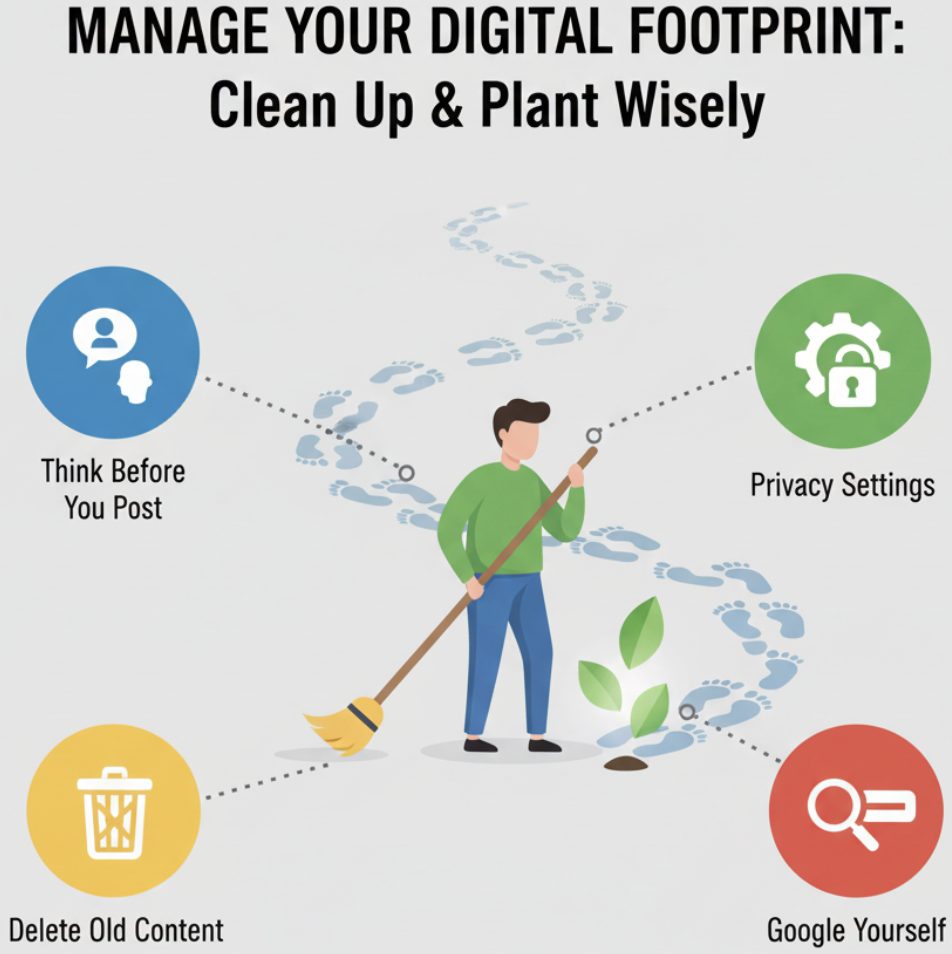 MANAGE YOUR DIGITAL FOOTPRINT:
Clean Up & Plant Wisely
Think Before
You Post
Privacy Settings
Delete Old Content
Google Yourself